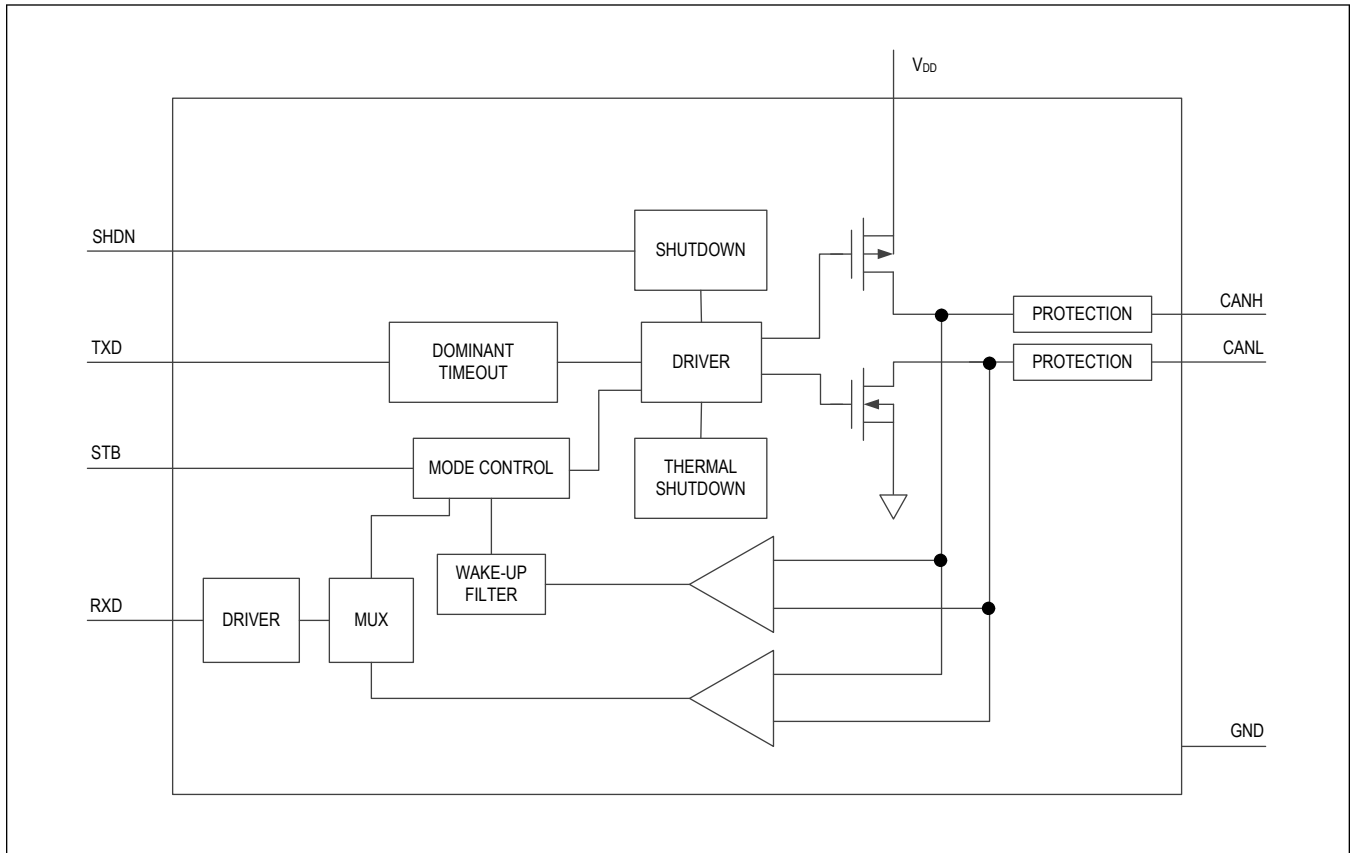 VDD
SHDN
SHUTDOWN
CANH
PROTECTION
TXD
DOMINANT
TIMEOUT
DRIVER
CANL
PROTECTION
STB
MODE CONTROL
THERMAL
SHUTDOWN
WAKE-UP
FILTER
RXD
DRIVER
MUX
GND